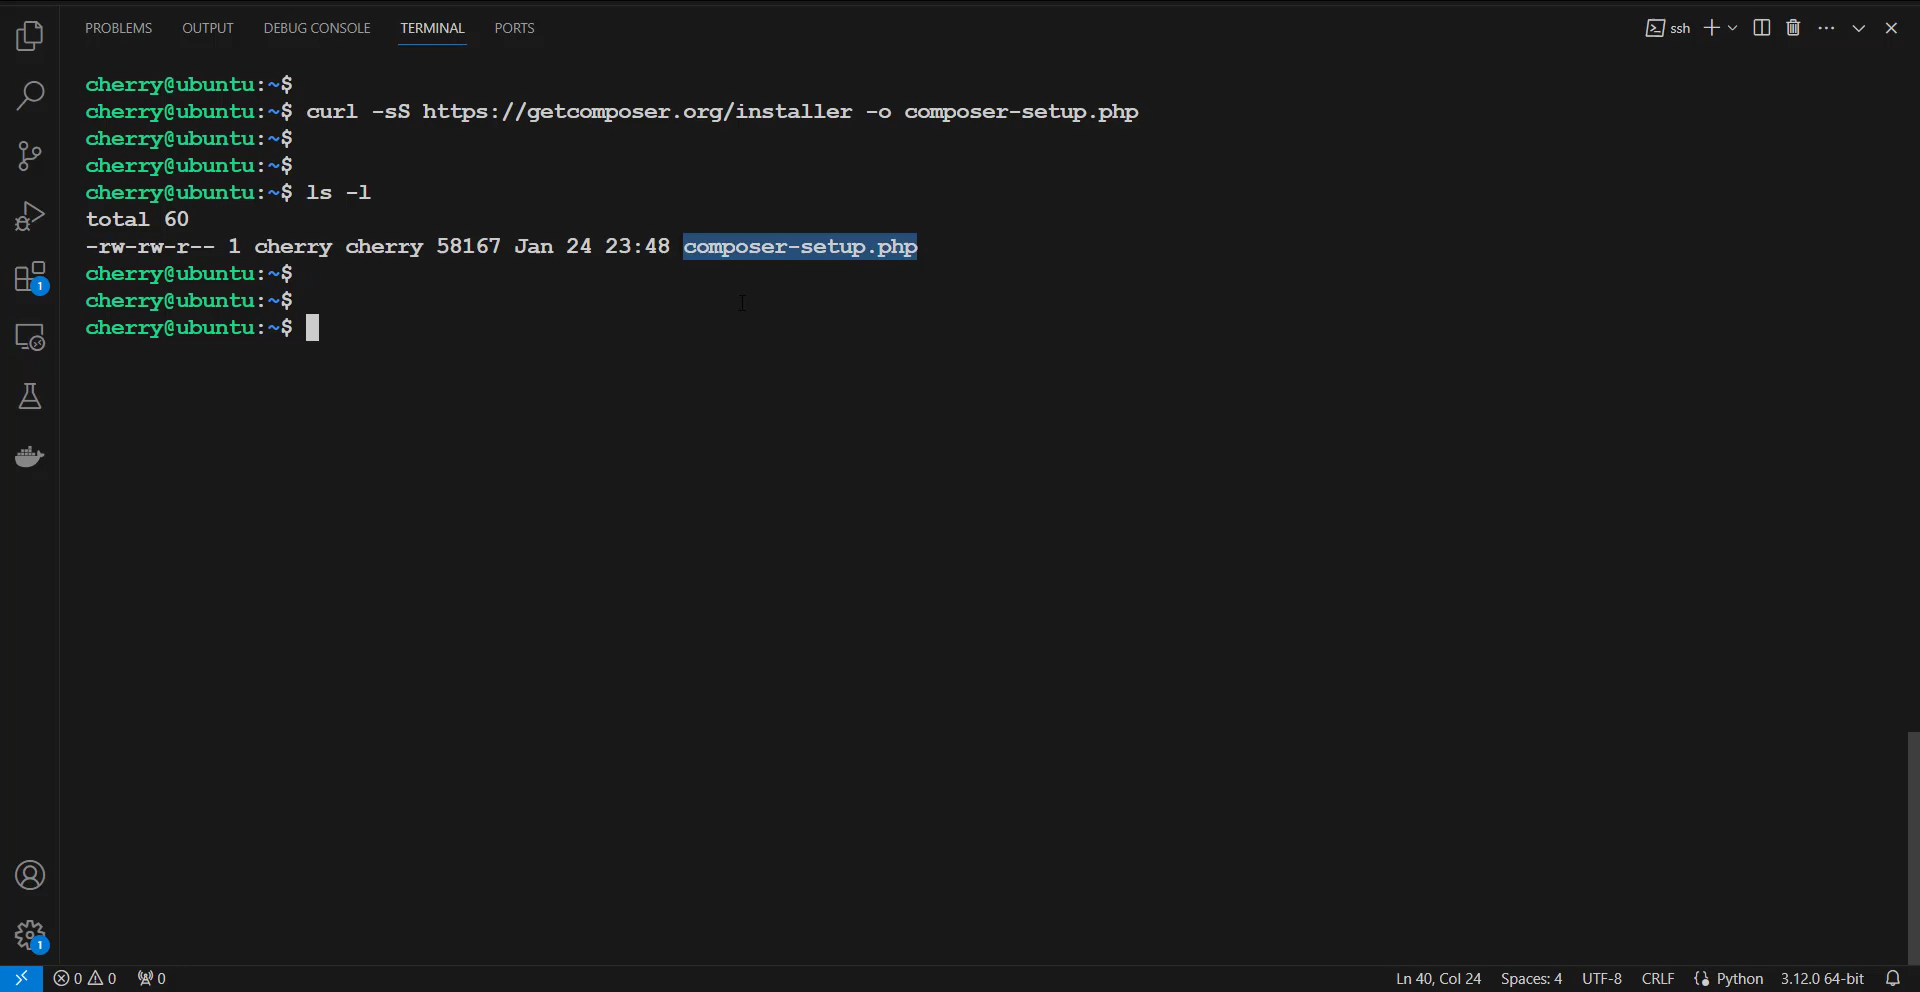 PROBLEMS OUTPUT DEBUG CONSOLE TERMINAL PORTS ssh
cherry@ubuntu:~$
cherry@ubuntu:~$ curl -sS https://getcomposer.org/installer -o composer-setup.php
cherry@ubuntu:~$
cherry@ubuntu:~$
cherry@ubuntu:~$ ls -l
total 60
-rw-rw-r-- 1 cherry cherry 58167 Jan 24 23:48 composer-setup.php
cherry@ubuntu:~$
cherry@ubuntu:~$
cherry@ubuntu:~$
1
1
0 0 0 Ln 40, Col 24 Spaces: 4 UTF-8 CRLF Python 3.12.0 64-bit